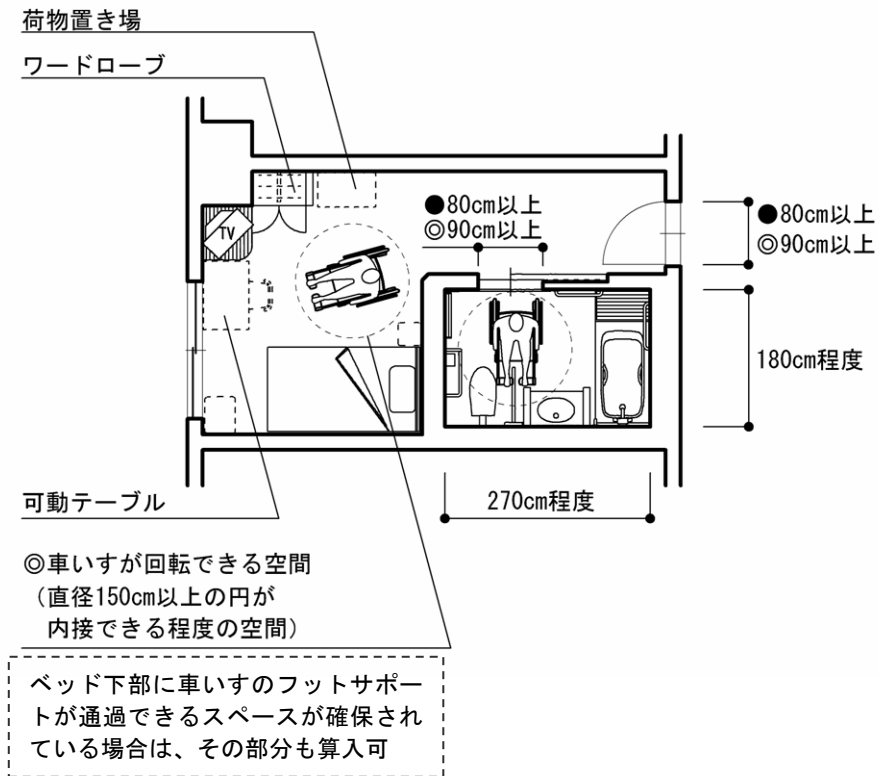 荷物置き場
ワードローブ
●80cm以上
◎90cm以上
●80cm以上
◎90cm以上
TV
180cm程度
270cm程度
可動テーブル
◎車いすが回転できる空間
（直径150cm以上の円が
内接できる程度の空間）
ベッド下部に車いすのフットサポー
トが通過できるスペースが確保され
ている場合は、その部分も算入可